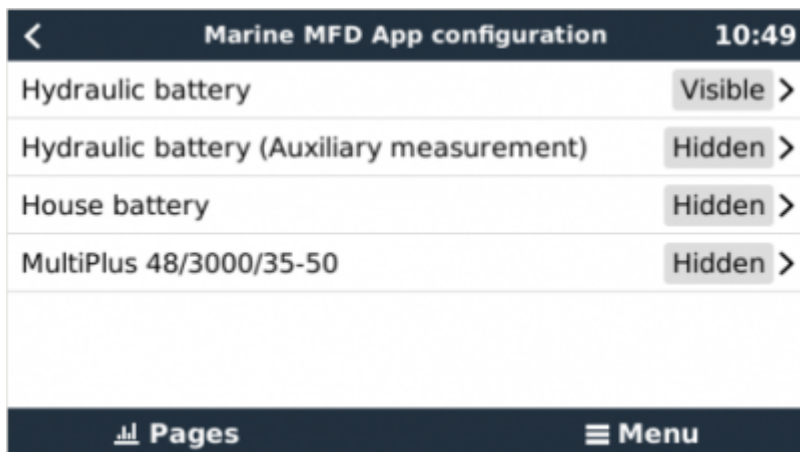 Marine MFD App configuration 10:49
Hydraulic battery Visible
Hydraulic battery (Auxiliary measurement) Hidden
House battery Hidden
MultiPlus 48/3000/35-50 Hidden
Pages Menu